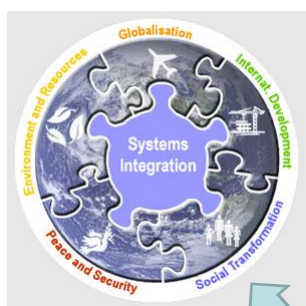 Globalisation
Internat. Development
Social Transformation
Peace and Security
Environment and Resources
Systems
Integration